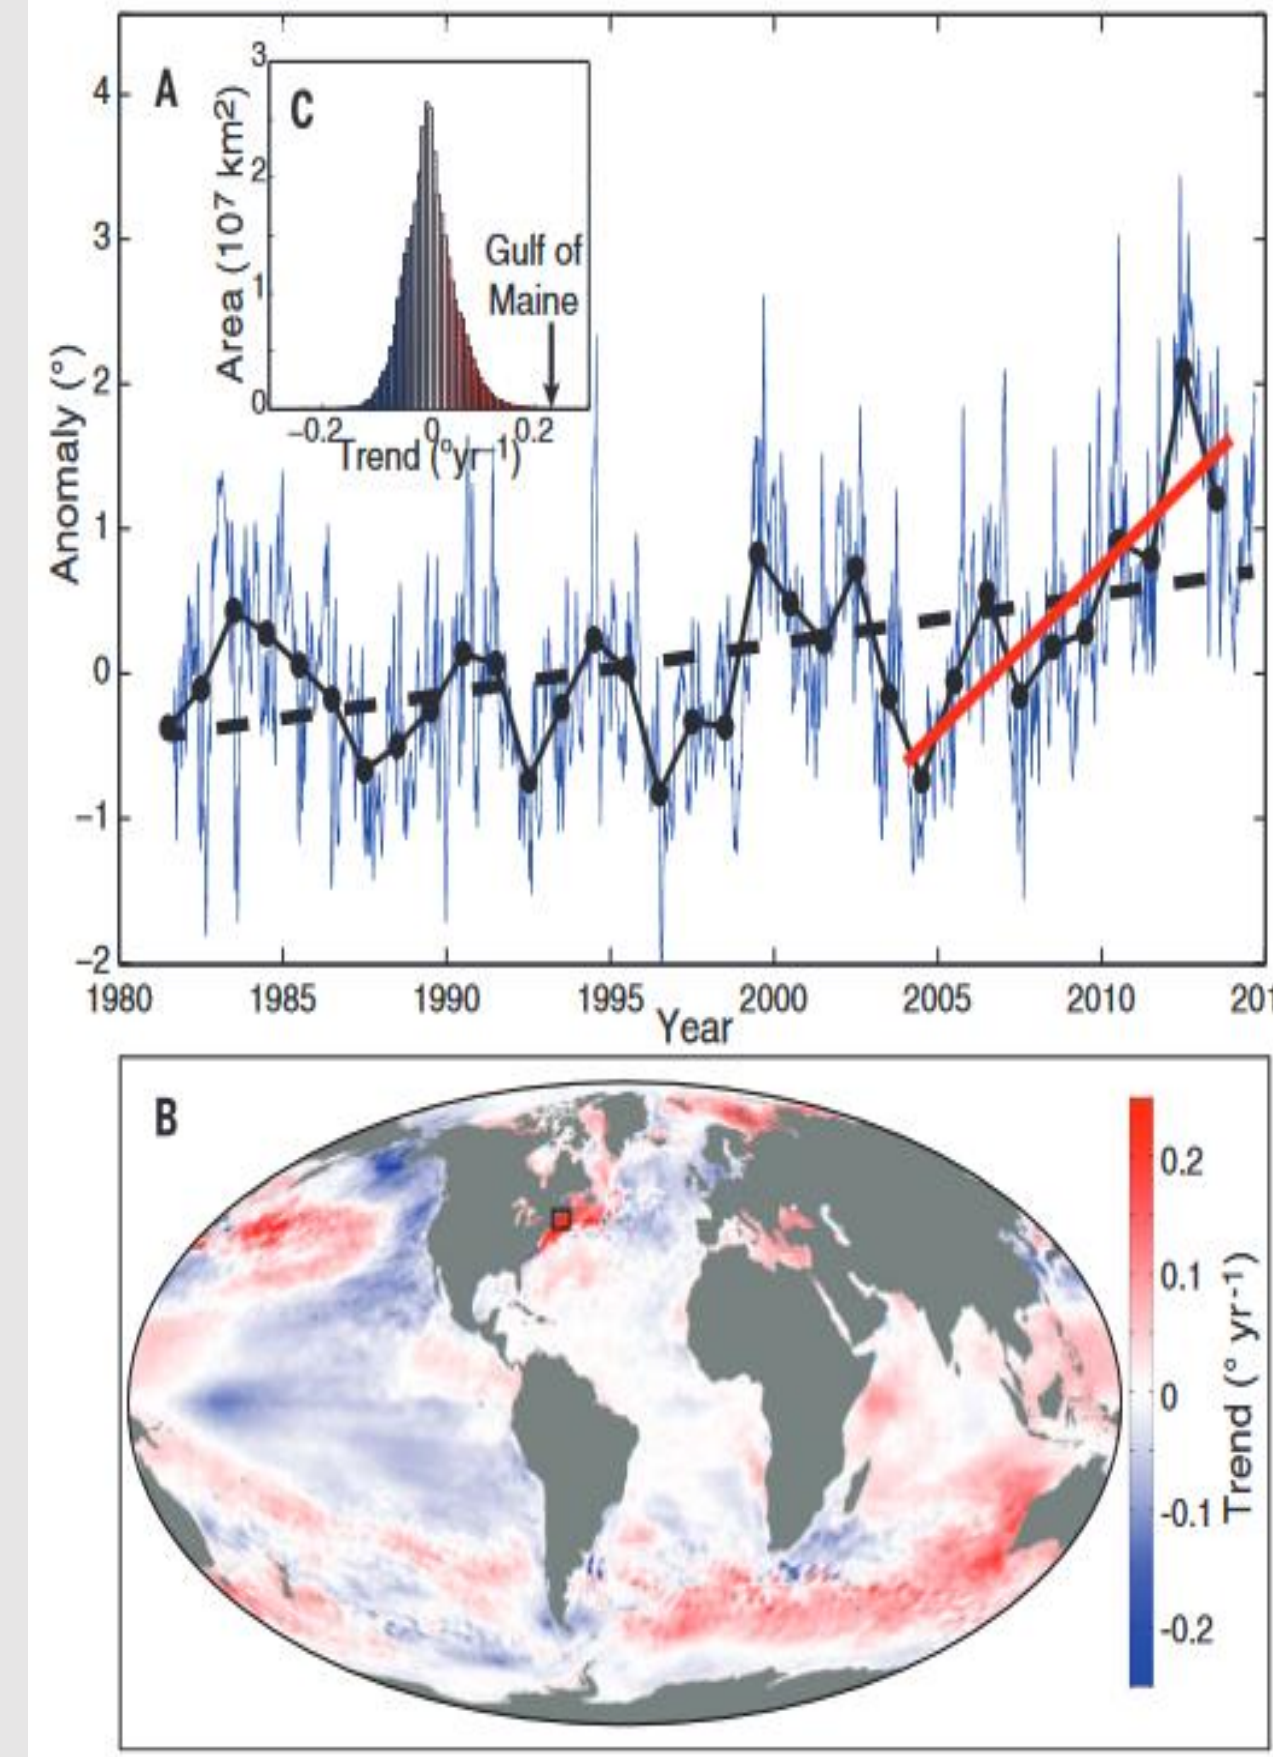 A
C
3
2
1
0
Area (10⁷ km²)
Gulf of
Maine
−0.2
0
0.2
Trend (°yr⁻¹)
4
3
2
1
0
−1
−2
Anomaly (°)
1980
1985
1990
1995
2000
2005
2010
201
Year
B
0.2
0.1
0
-0.1
-0.2
Trend (° yr-1)